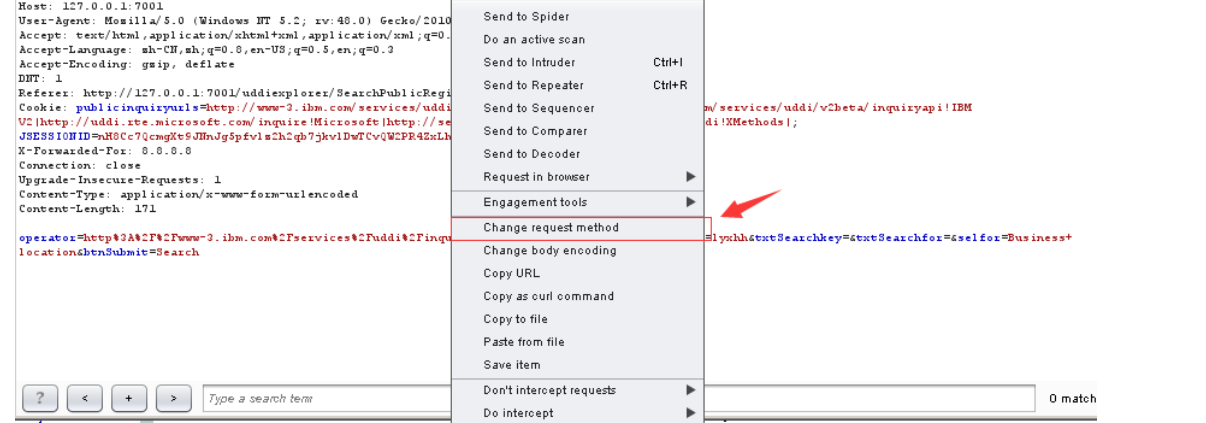 Host: 127.0.0.1:7001
User-Agent: Mozilla/5.0 (Windows NT 5.2; rv:48.0) Gecko/2010
Accept: text/html,application/xhtml+xml,application/xml;q=0.
Accept-Language: zh-CN,zh;q=0.8,en-US;q=0.5,en;q=0.3
Accept-Encoding: gzip, deflate
DNT: 1
Referer: http://127.0.0.1:7001/uddiexplorer/SearchPublicRegi
Cookie: publicinquiryurls=http://www-3.ibm.com/services/uddi
/services/uddi/v2beta/inquiryapi!IBM
V2|http://uddi.rte.microsoft.com/inquire!Microsoft|http://se
di!XMethods|;
X-Forwarded-For: 8.8.8.8
Connection: close
Upgrade-Insecure-Requests: 1
Content-Type: application/x-www-form-urlencoded
Content-Length: 171
operator=http%3A%2F%2Fwww-3.ibm.com%2Fservices%2Fuddi%2Finqu
=lyxhh&txtSearchkey=&txtSearchfor=&selfor=Business+
location&btnSubmit=Search
Send to Spider
Do an active scan
Send to Intruder Ctrl+I
Send to Repeater Ctrl+R
Send to Sequencer
Send to Comparer
Send to Decoder
Request in browser
Engagement tools
Change request method
Change body encoding
Copy URL
Copy as curl command
Copy to file
Paste from file
Save item
Don't intercept requests
Do intercept
? < + > Type a search term
0 match